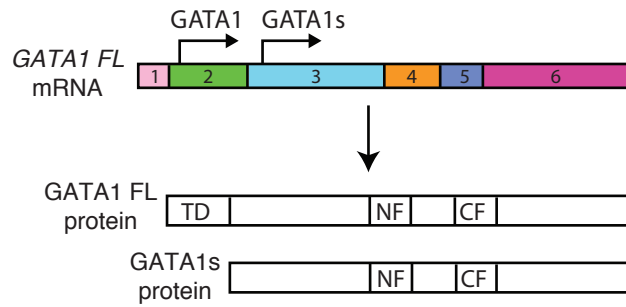 GATA1 GATA1s
GATA1 FL
mRNA
1 2 3 4 5 6
GATA1 FL
protein
TD NF CF
GATA1s
protein
NF CF